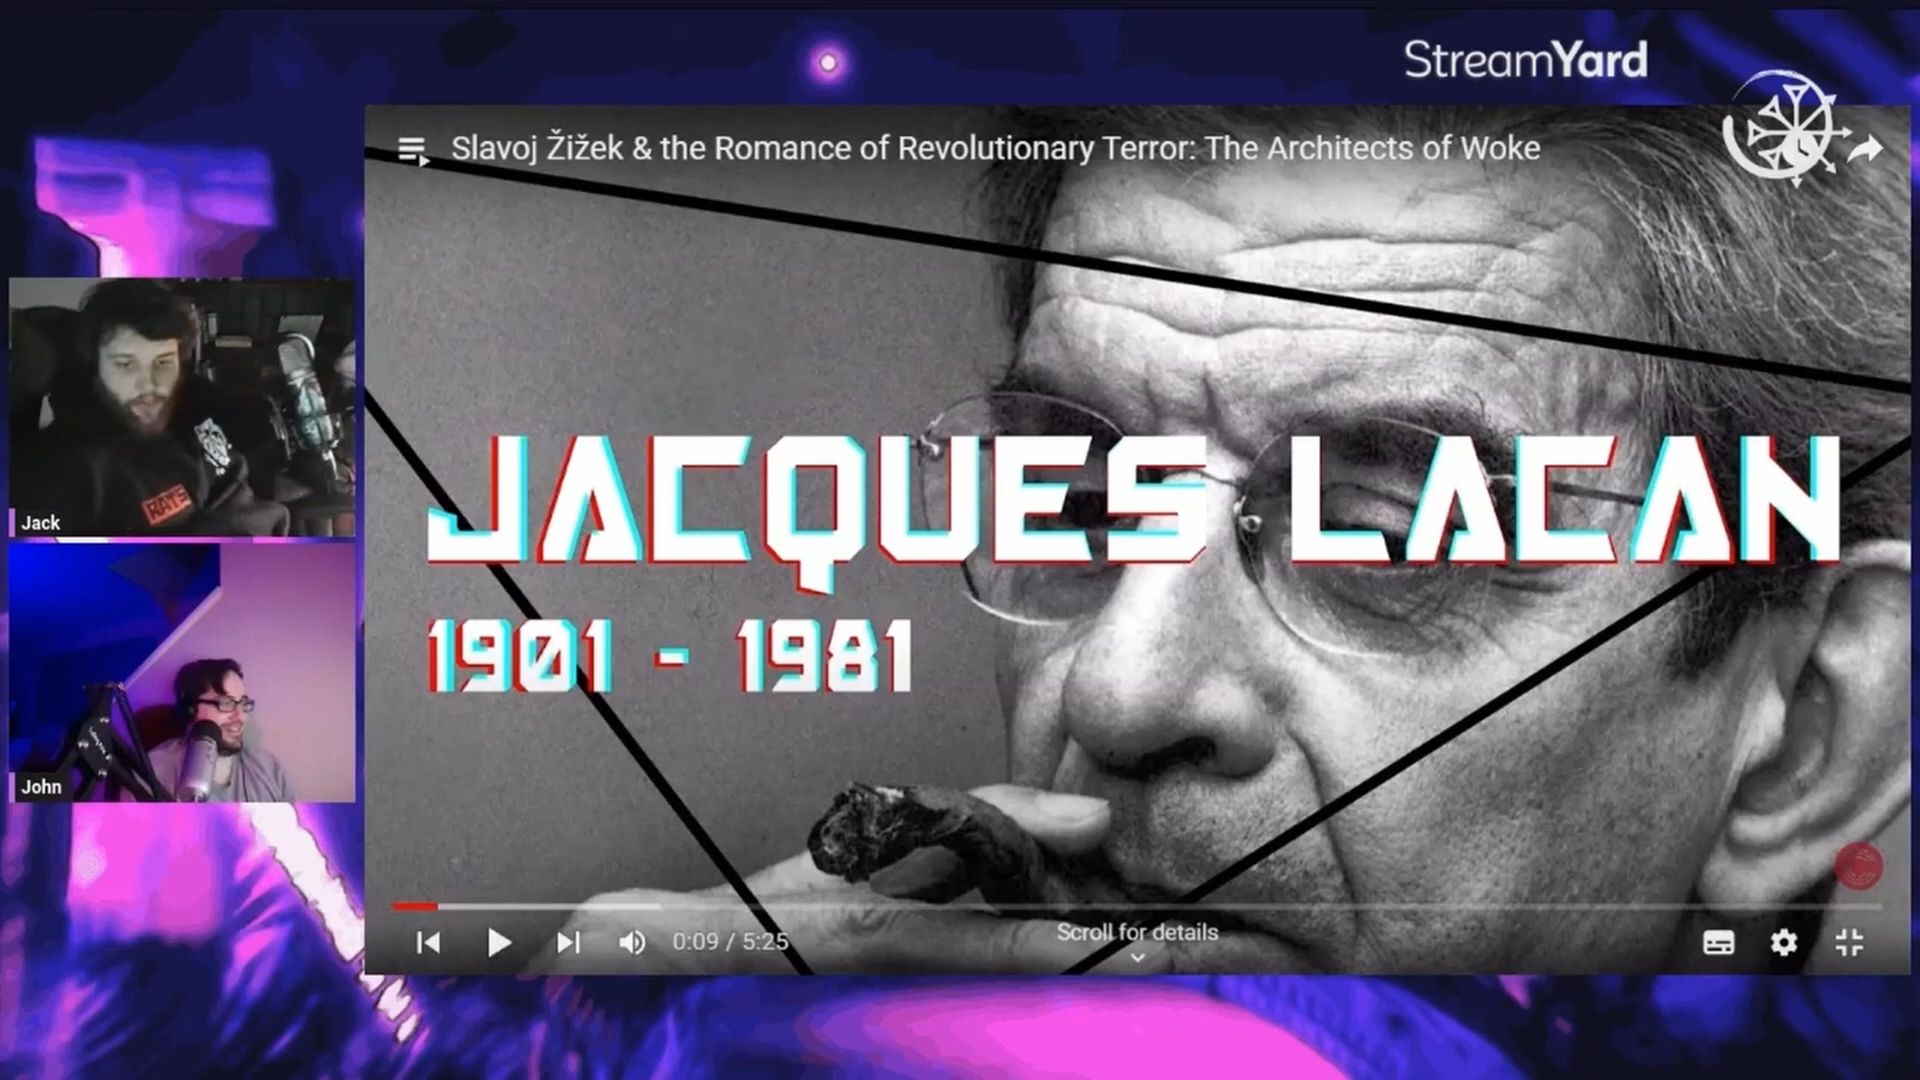 StreamYard
Slavoj Žižek & the Romance of Revolutionary Terror: The Architects of Woke
JACQUES LACAN
1901 - 1981
RATS
Jack
John
0:09 / 5:25
Scroll for details